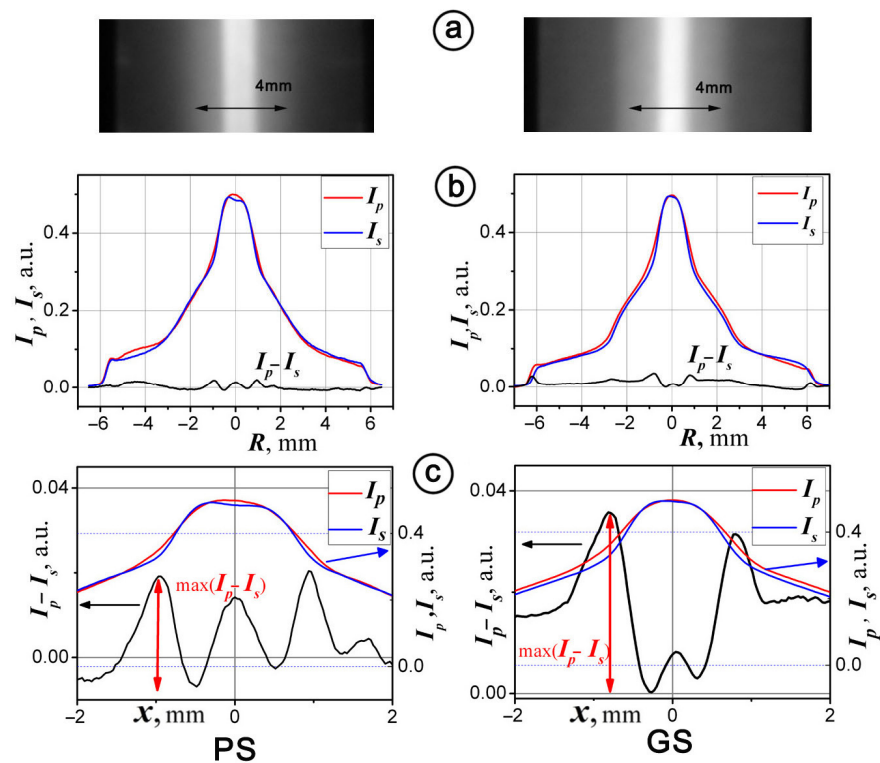 a
4mm
4mm
b
I_p
I_s
0.4
0.2
0.0
I_p, I_s, a.u.
I_p–I_s
−6 −4 −2 0 2 4 6
R, mm
I_p
I_s
0.4
0.2
0.0
I_p, I_s, a.u.
I_p–I_s
−6 −4 −2 0 2 4 6
R, mm
c
I_p
I_s
0.04
0.00
I_p–I_s, a.u.
max(I_p–I_s)
0.4
0.0
I_p, I_s, a.u.
−2 0 2
x, mm
PS
I_p
I_s
0.04
0.00
I_p–I_s, a.u.
max(I_p–I_s)
0.4
0.0
I_p, I_s, a.u.
−2 −1 0 1 2
x, mm
GS